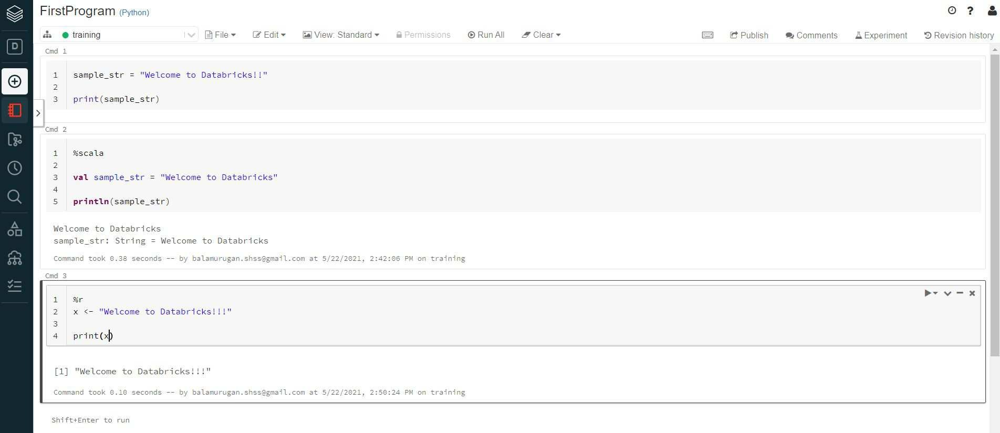 FirstProgram (Python)
training File Edit View: Standard Permissions Run All Clear Publish Comments Experiment Revision history
D
Cmd 1
1 sample_str = "Welcome to Databricks!!"
2
3 print(sample_str)
Cmd 2
1 %scala
2
3 val sample_str = "Welcome to Databricks"
4
5 println(sample_str)
Welcome to Databricks
sample_str: String = Welcome to Databricks
Command took 0.38 seconds -- by balamurugan.shss@gmail.com at 5/22/2021, 2:42:06 PM on training
Cmd 3
1 %r
2 x <- "Welcome to Databricks!!!"
3
4 print(x)
[1] "Welcome to Databricks!!!"
Command took 0.10 seconds -- by balamurugan.shss@gmail.com at 5/22/2021, 2:50:24 PM on training
Shift+Enter to run